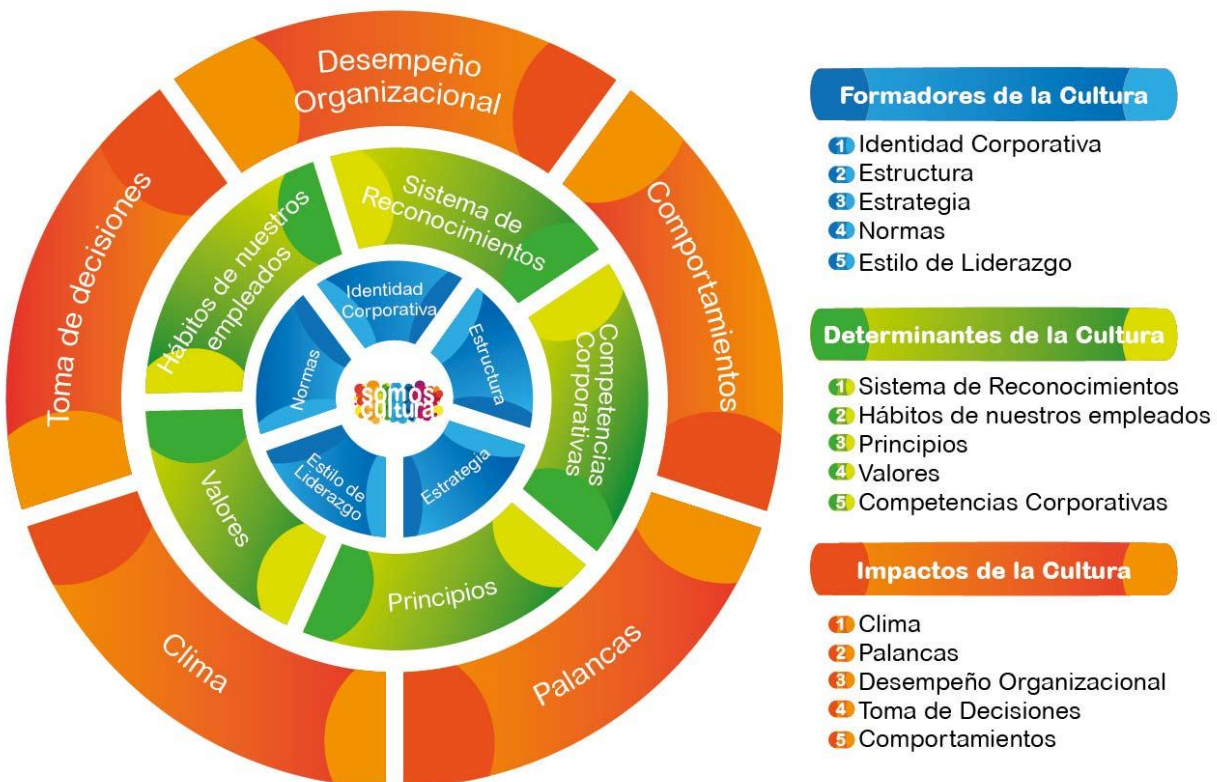 Desempeño
Organizacional
Toma de decisiones
Comportamientos
Clima
Palancas
Hábitos de nuestros
empleados
Sistema de
Reconocimientos
Competencias
Corporativas
Valores
Principios
Identidad
Corporativa
Normas
Estructura
Estilo de
Liderazgo
Estrategia
somos
cultura
Formadores de la Cultura
1 Identidad Corporativa
2 Estructura
3 Estrategia
4 Normas
5 Estilo de Liderazgo
Determinantes de la Cultura
1 Sistema de Reconocimientos
2 Hábitos de nuestros empleados
3 Principios
4 Valores
5 Competencias Corporativas
Impactos de la Cultura
1 Clima
2 Palancas
3 Desempeño Organizacional
4 Toma de Decisiones
5 Comportamientos